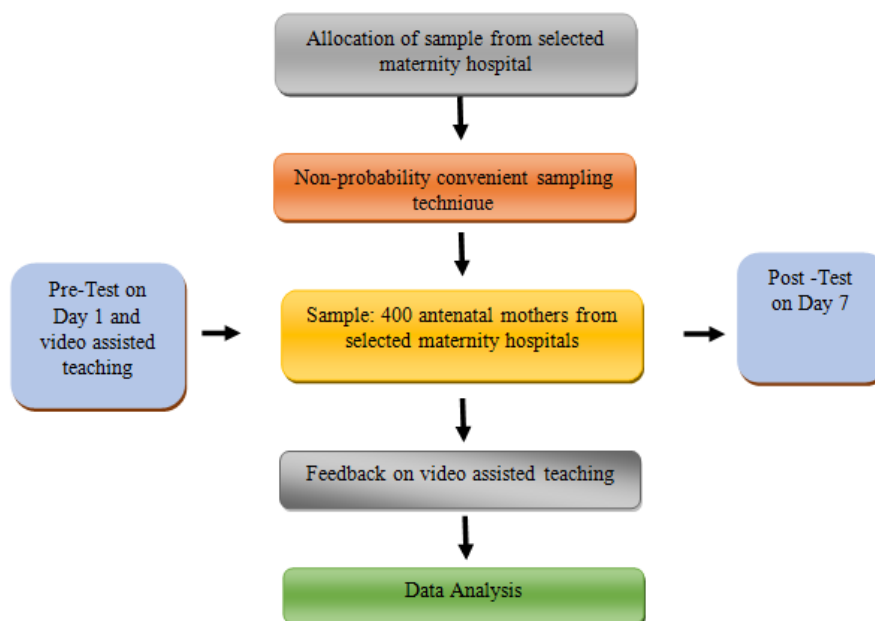 Allocation of sample from selected
maternity hospital
Non-probability convenient sampling
technique
Pre-Test on
Day 1 and
video assisted
teaching
Sample: 400 antenatal mothers from
selected maternity hospitals
Post -Test
on Day 7
Feedback on video assisted teaching
Data Analysis